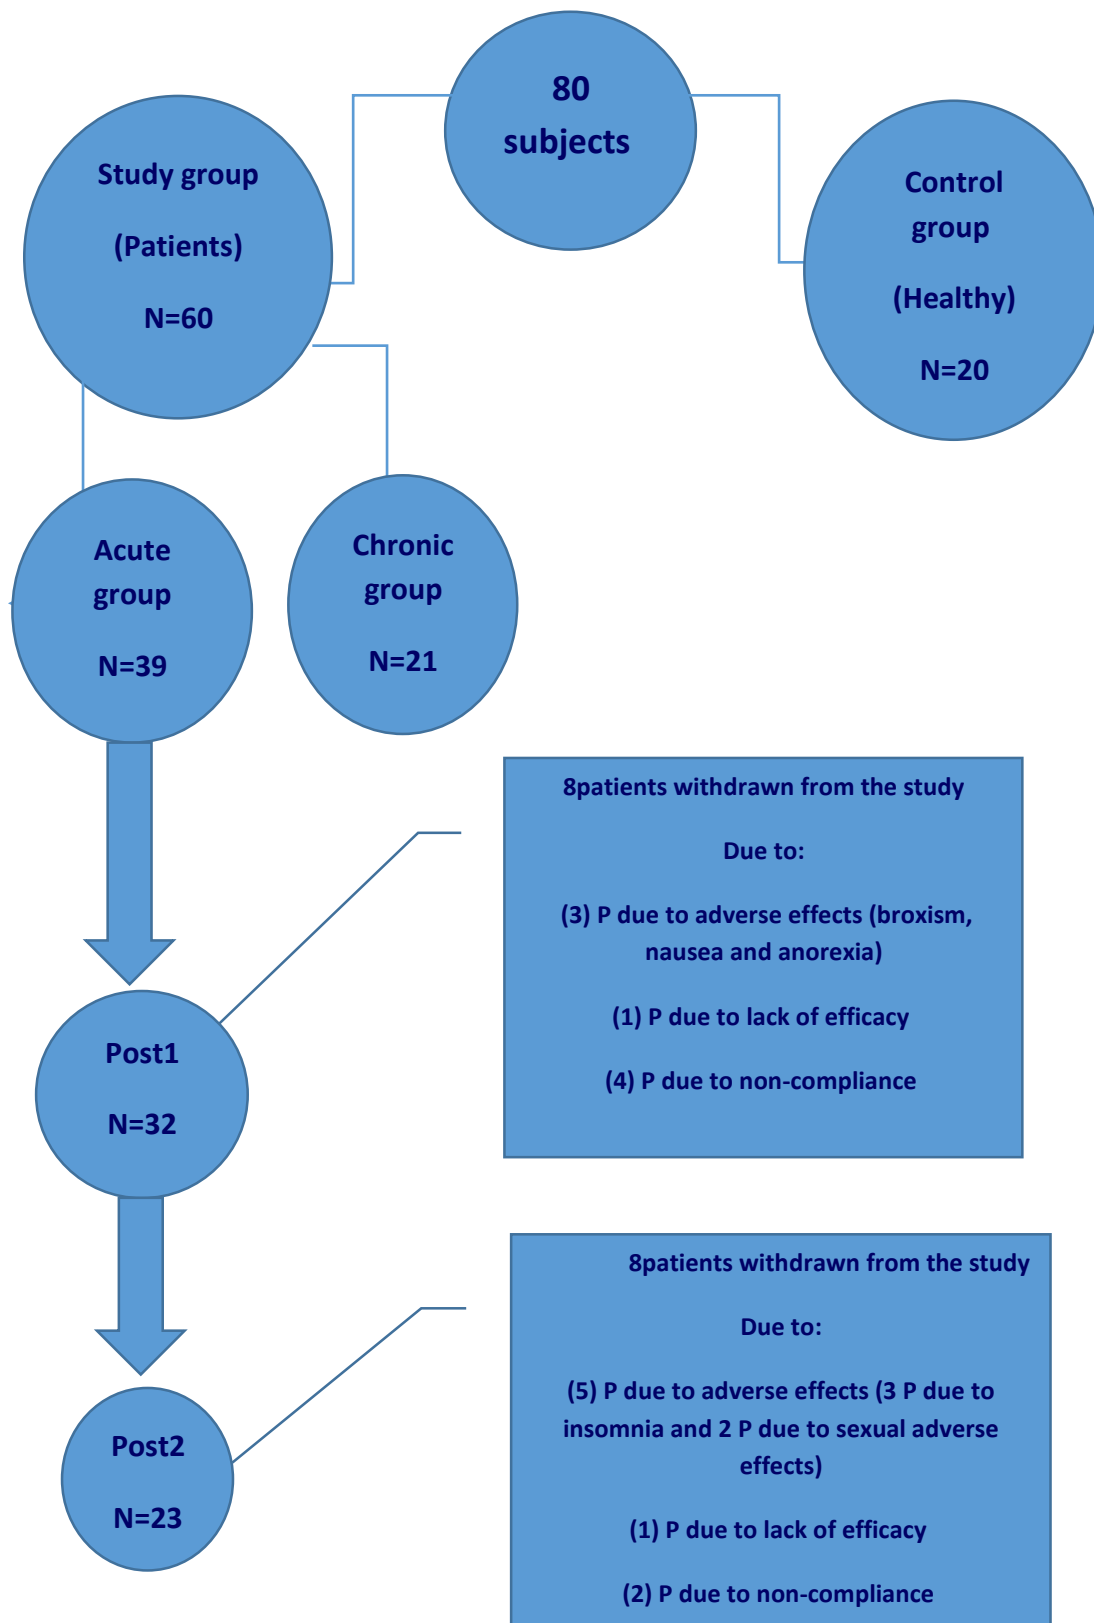 80
subjects
Study group
(Patients)
N=60
Control
group
(Healthy)
N=20
Acute
group
N=39
Chronic
group
N=21
8patients withdrawn from the study
Due to:
(3) P due to adverse effects (broxism,
nausea and anorexia)
(1) P due to lack of efficacy
(4) P due to non-compliance
Post1
N=32
8patients withdrawn from the study
Due to:
(5) P due to adverse effects (3 P due to
insomnia and 2 P due to sexual adverse
effects)
(1) P due to lack of efficacy
(2) P due to non-compliance
Post2
N=23